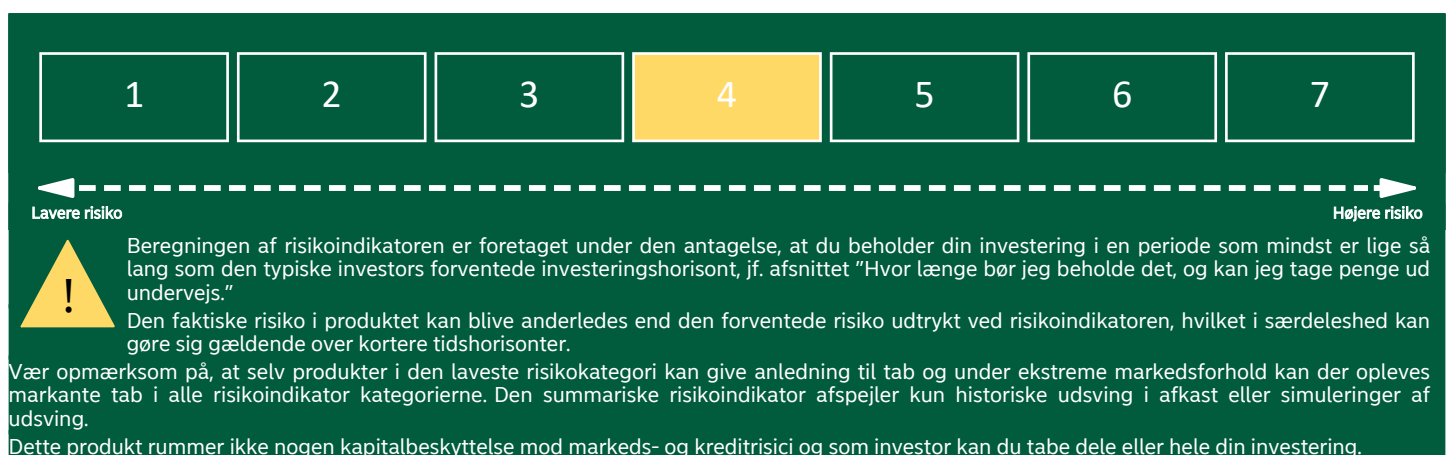 1 2 3 4 5 6 7
Lavere risiko Højere risiko
Beregningen af risikoindikatoren er foretaget under den antagelse, at du beholder din investering i en periode som mindst er lige så
lang som den typiske investors forventede investeringshorisont, jf. afsnittet ”Hvor længe bør jeg beholde det, og kan jeg tage penge ud
undervejs.”
!
Den faktiske risiko i produktet kan blive anderledes end den forventede risiko udtrykt ved risikoindikatoren, hvilket i særdeleshed kan
gøre sig gældende over kortere tidshorisonter.
Vær opmærksom på, at selv produkter i den laveste risikokategori kan give anledning til tab og under ekstreme markedsforhold kan der opleves
markante tab i alle risikoindikator kategorierne. Den summariske risikoindikator afspejler kun historiske udsving i afkast eller simuleringer af
udsving.
Dette produkt rummer ikke nogen kapitalbeskyttelse mod markeds- og kreditrisici og som investor kan du tabe dele eller hele din investering.